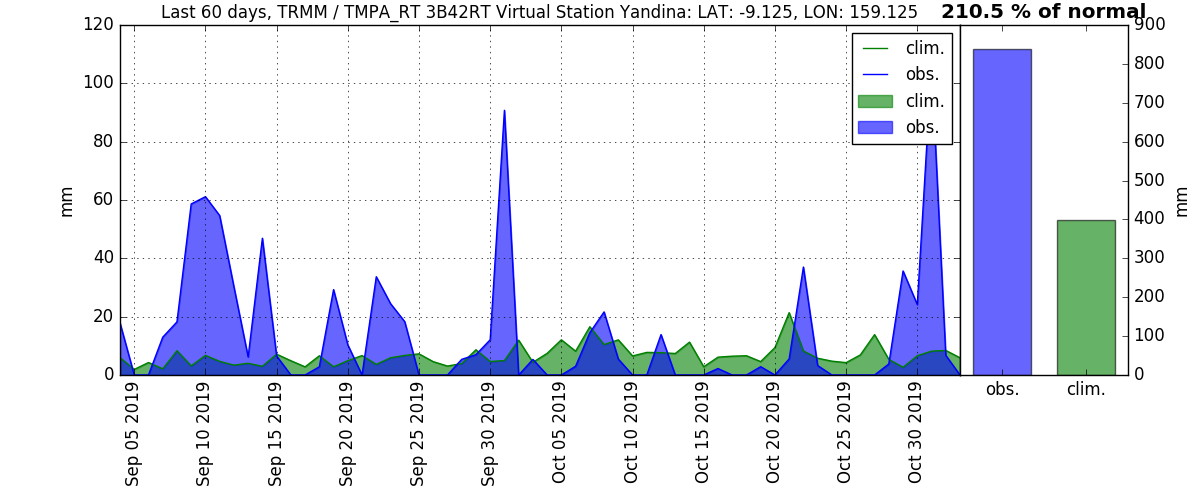 Last 60 days, TRMM / TMPA_RT 3B42RT Virtual Station Yandina: LAT: -9.125, LON: 159.125
210.5 % of normal
120
100
80
60
40
20
0
mm
clim.
obs.
clim.
obs.
900
800
700
600
500
400
300
200
100
0
mm
Sep 05 2019
Sep 10 2019
Sep 15 2019
Sep 20 2019
Sep 25 2019
Sep 30 2019
Oct 05 2019
Oct 10 2019
Oct 15 2019
Oct 20 2019
Oct 25 2019
Oct 30 2019
obs.
clim.